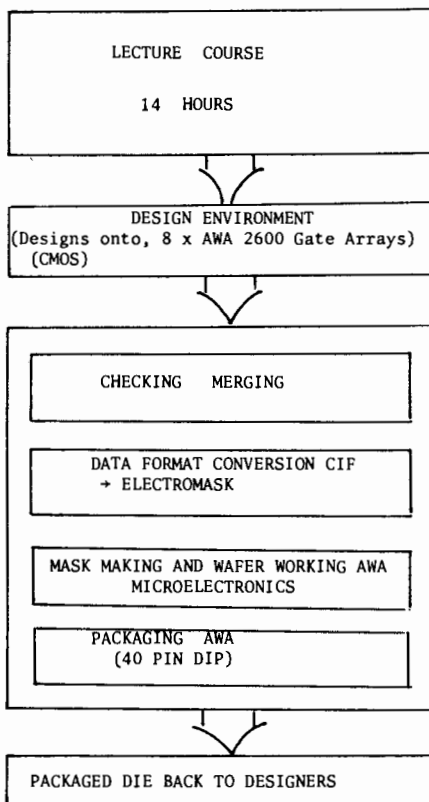 LECTURE COURSE
14 HOURS
DESIGN ENVIRONMENT
(Designs onto, 8 x AWA 2600 Gate Arrays)
(CMOS)
CHECKING MERGING
DATA FORMAT CONVERSION CIF
→ ELECTROMASK
MASK MAKING AND WAFER WORKING AWA
MICROELECTRONICS
PACKAGING AWA
(40 PIN DIP)
PACKAGED DIE BACK TO DESIGNERS